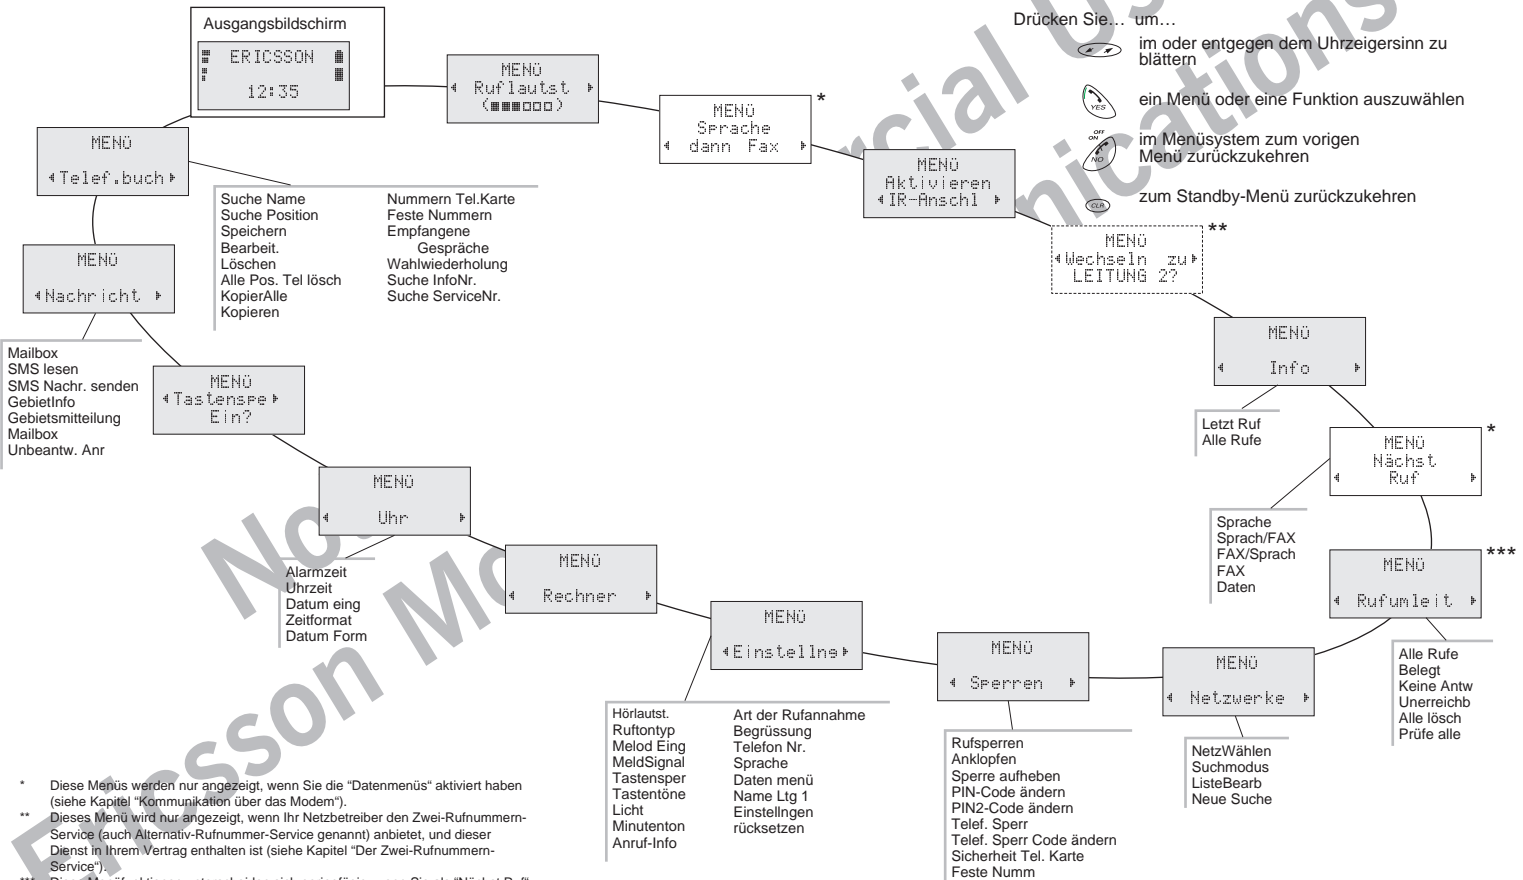 Ausgangsbildschirm
ERICSSON
12:35
MENÜ
Ruflautst
MENÜ
Sprache
dann Fax
*
MENÜ
Aktivieren
IR-Anschl
MENÜ
Wechseln zu
LEITUNG 2?
**
MENÜ
Info
Letzt Ruf
Alle Rufe
MENÜ
Nächst
Ruf
*
Sprache
Sprach/FAX
FAX/Sprach
FAX
Daten
MENÜ
Rufumleit
***
Alle Rufe
Belegt
Keine Antw
Unerreichb
Alle lösch
Prüfe alle
MENÜ
Netzwerke
NetzWählen
Suchmodus
ListeBearb
Neue Suche
MENÜ
Sperren
Rufsperren
Anklopfen
Sperre aufheben
PIN-Code ändern
PIN2-Code ändern
Telef. Sperr
Telef. Sperr Code ändern
Sicherheit Tel. Karte
Feste Numm
MENÜ
Einstellng
Hörlautst.
Ruftontyp
Melod Eing
MeldSignal
Tastensper
Tastentöne
Licht
Minutenton
Anruf-Info
Art der Rufannahme
Begrüssung
Telefon Nr.
Sprache
Daten menü
Name Ltg 1
Einstellngen
rücksetzen
MENÜ
Rechner
MENÜ
Uhr
Alarmzeit
Uhrzeit
Datum eing
Zeitformat
Datum Form
MENÜ
Tastenspe
Ein?
MENÜ
Nachricht
Mailbox
SMS lesen
SMS Nachr. senden
GebietInfo
Gebietsmitteilung
Mailbox
Unbeantw. Anr
MENÜ
Telef.buch
Suche Name
Suche Position
Speichern
Bearbeit.
Löschen
Alle Pos. Tel lösch
KopierAlle
Kopieren
Nummern Tel.Karte
Feste Nummern
Empfangene
Gespräche
Wahlwiederholung
Suche InfoNr.
Suche ServiceNr.
Drücken Sie... um...
im oder entgegen dem Uhrzeigersinn zu
blättern
YES
ein Menü oder eine Funktion auszuwählen
OFF
ON
NO
im Menüsystem zum vorigen
Menü zurückzukehren
CLR
zum Standby-Menü zurückzukehren
* Diese Menüs werden nur angezeigt, wenn Sie die “Datenmenüs“ aktiviert haben
(siehe Kapitel “Kommunikation über das Modem“).
** Dieses Menü wird nur angezeigt, wenn Ihr Netzbetreiber den Zwei-Rufnummern-
Service (auch Alternativ-Rufnummer-Service genannt) anbietet, und dieser
Dienst in Ihrem Vertrag enthalten ist (siehe Kapitel “Der Zwei-Rufnummern-
Service“).